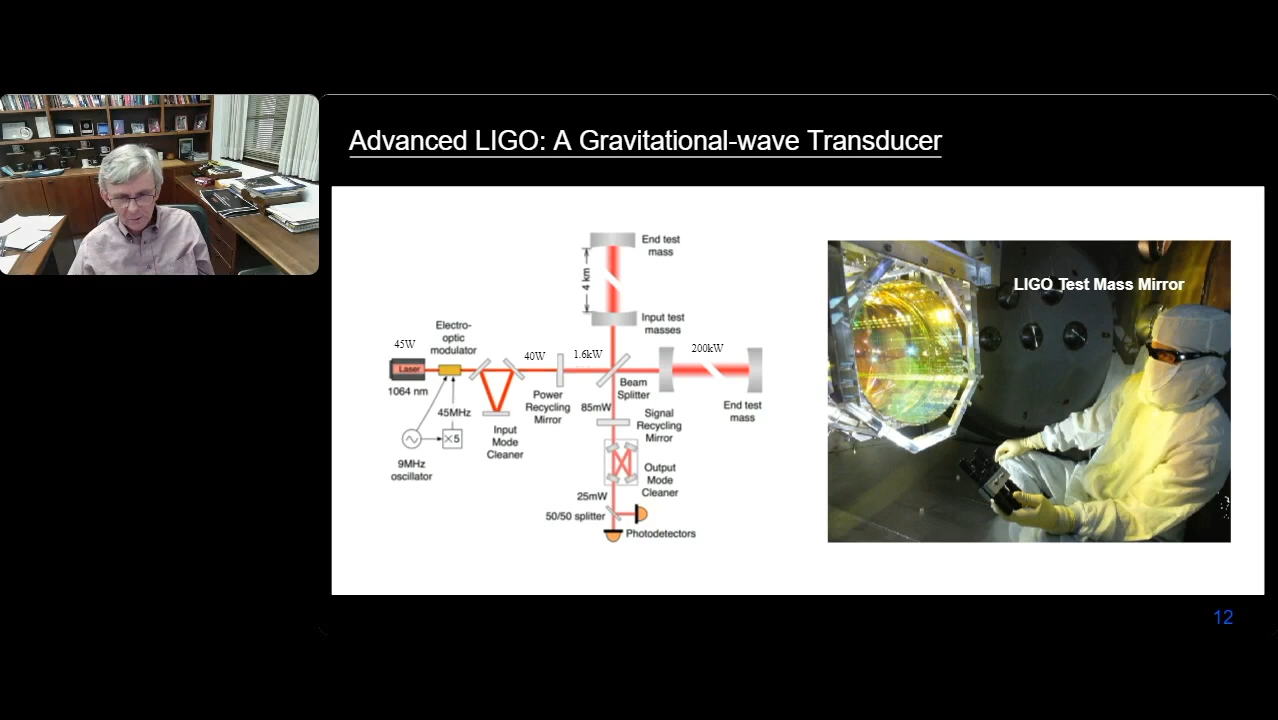 Advanced LIGO: A Gravitational-wave Transducer
End test
mass
4 km
Input test
masses
Electro-
optic
modulator
45W
Laser
1064 nm
40W
1.6kW
200kW
Power
Recycling
Mirror
Beam
Splitter
End test
mass
45MHz
×5
9MHz
oscillator
Input
Mode
Cleaner
85mW
Signal
Recycling
Mirror
Output
Mode
Cleaner
25mW
50/50 splitter
Photodetectors
LIGO Test Mass Mirror
12